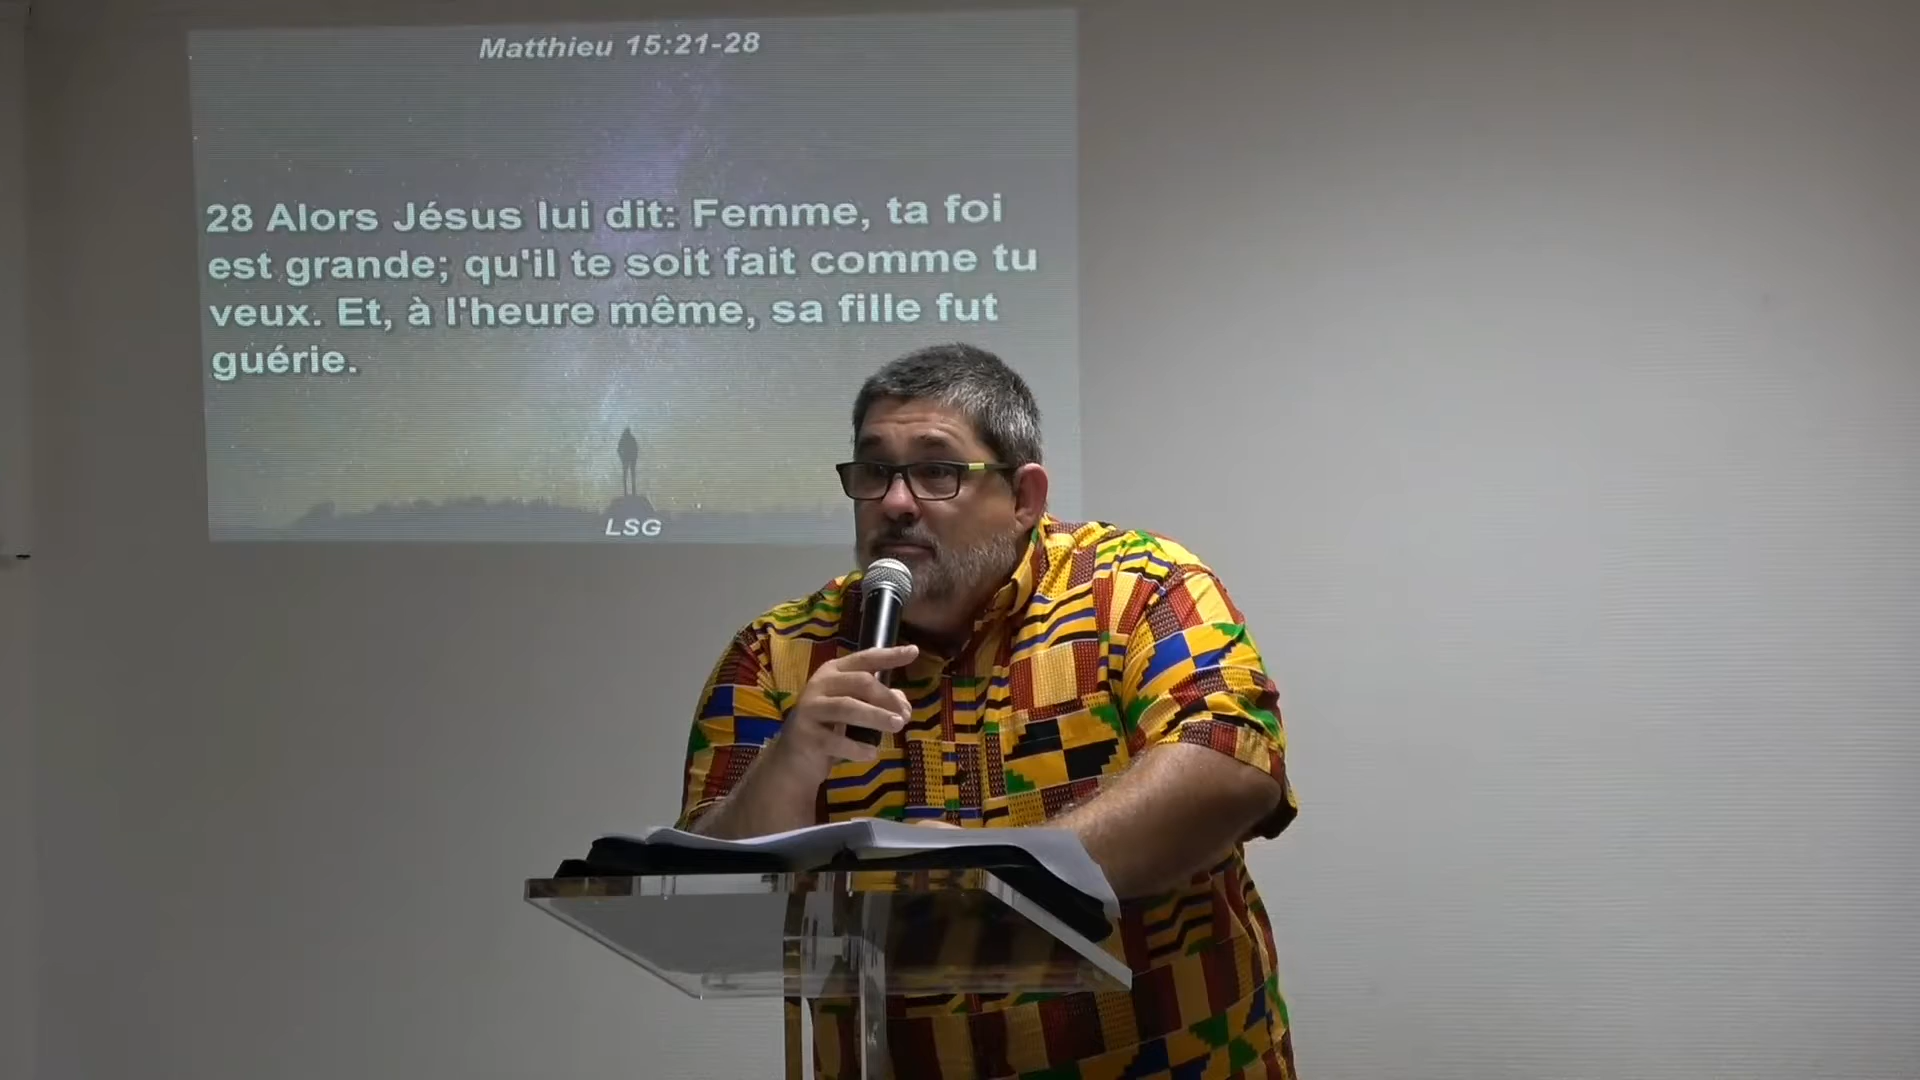 Matthieu 15:21-28
28 Alors Jésus lui dit: Femme, ta foi
est grande; qu'il te soit fait comme tu
veux. Et, à l'heure même, sa fille fut
guérie.
LSG